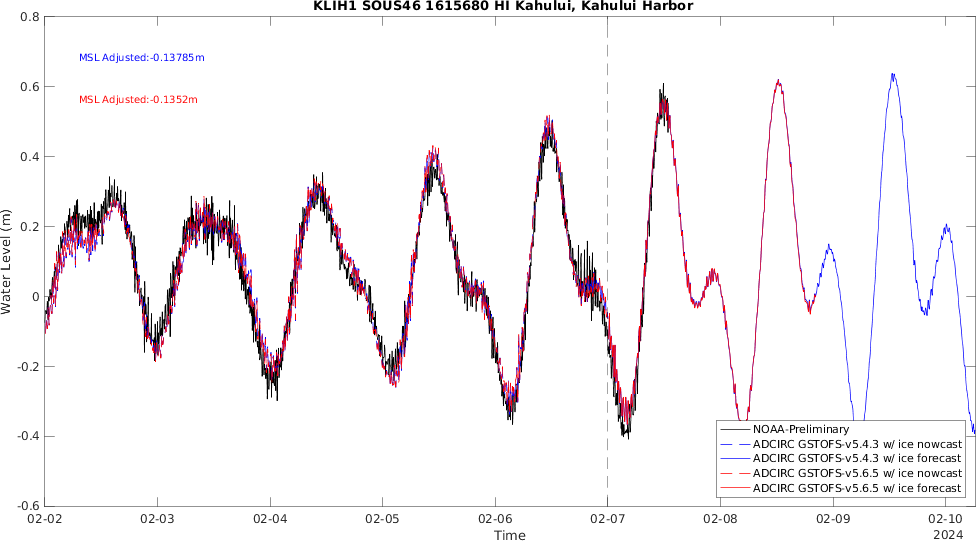 KLIH1 SOUS46 1615680 HI Kahului, Kahului Harbor
0.8
MSL Adjusted:-0.13785m
0.6
MSL Adjusted:-0.1352m
0.4
0.2
Water Level (m)
0
-0.2
-0.4
NOAA-Preliminary
ADCIRC GSTOFS-v5.4.3 w/ ice nowcast
ADCIRC GSTOFS-v5.4.3 w/ ice forecast
ADCIRC GSTOFS-v5.6.5 w/ ice nowcast
ADCIRC GSTOFS-v5.6.5 w/ ice forecast
-0.6
02-02 02-03 02-04 02-05 02-06 02-07 02-08 02-09 02-10
Time 2024